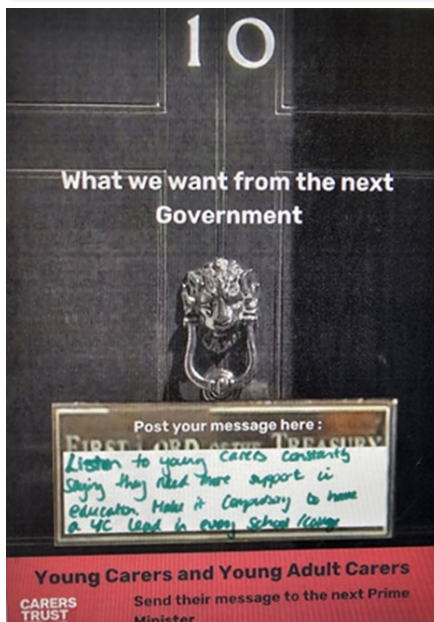 10
What we want from the next
Government
Post your message here :
FIRST LORD OF THE TREASURY
Listen to young carers constantly
saying they need more support in
education. Make it compulsory to have
a YC lead in every school/college
Young Carers and Young Adult Carers
CARERS
TRUST
Send their message to the next Prime
Minister